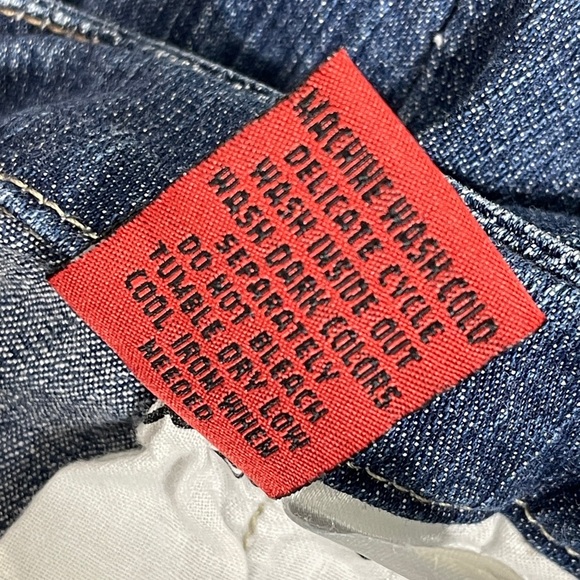 MACHINE WASH COLD
DELICATE CYCLE
WASH INSIDE OUT
WASH DARK COLORS
SEPARATELY
DO NOT BLEACH
TUMBLE DRY LOW
COOL IRON WHEN
NEEDED